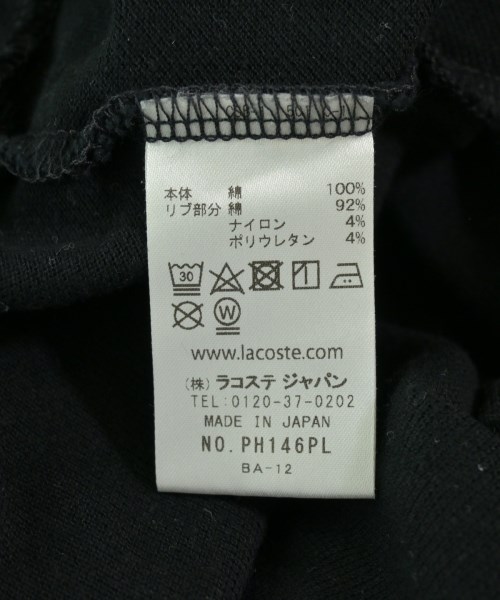 本体 綿 100%
リブ部分 綿 92%
ナイロン 4%
ポリウレタン 4%
30
W
www.lacoste.com
(株) ラコステ ジャパン
TEL:0120-37-0202
MADE IN JAPAN
NO. PH146PL
BA-12